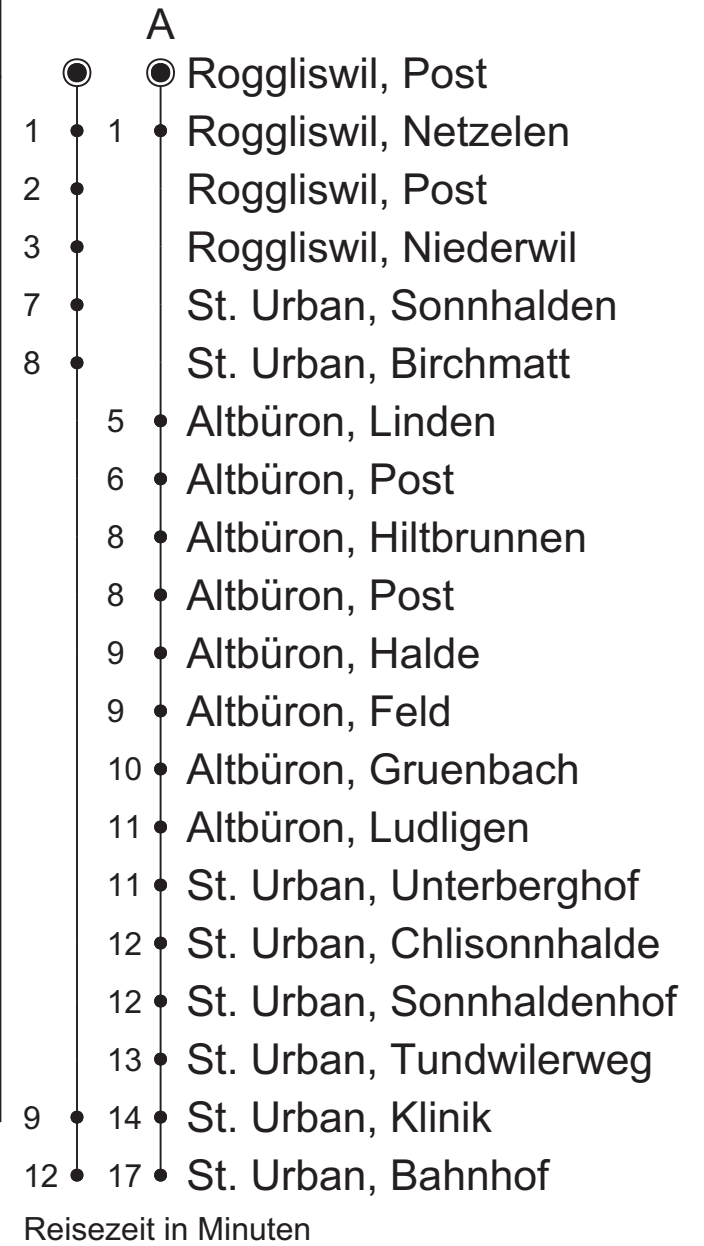 A
Roggliswil, Post
1 1 Roggliswil, Netzelen
2 Roggliswil, Post
3 Roggliswil, Niederwil
7 St. Urban, Sonnhalden
8 St. Urban, Birchmatt
5 Altbüron, Linden
6 Altbüron, Post
8 Altbüron, Hiltbrunnen
8 Altbüron, Post
9 Altbüron, Halde
9 Altbüron, Feld
10 Altbüron, Gruenbach
11 Altbüron, Ludligen
11 St. Urban, Unterberghof
12 St. Urban, Chlisonnhalde
12 St. Urban, Sonnhaldenhof
13 St. Urban, Tundwilerweg
9 14 St. Urban, Klinik
12 17 St. Urban, Bahnhof
Reisezeit in Minuten